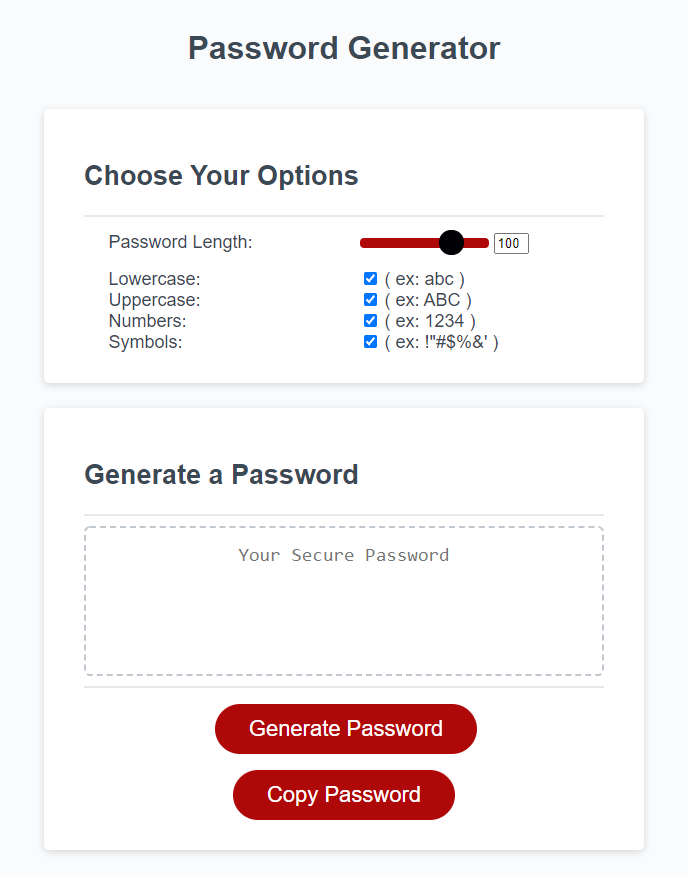 Password Generator
Choose Your Options
Password Length: 100
Lowercase: ( ex: abc )
Uppercase: ( ex: ABC )
Numbers: ( ex: 1234 )
Symbols: ( ex: !"#$%&' )
Generate a Password
Your Secure Password
Generate Password
Copy Password